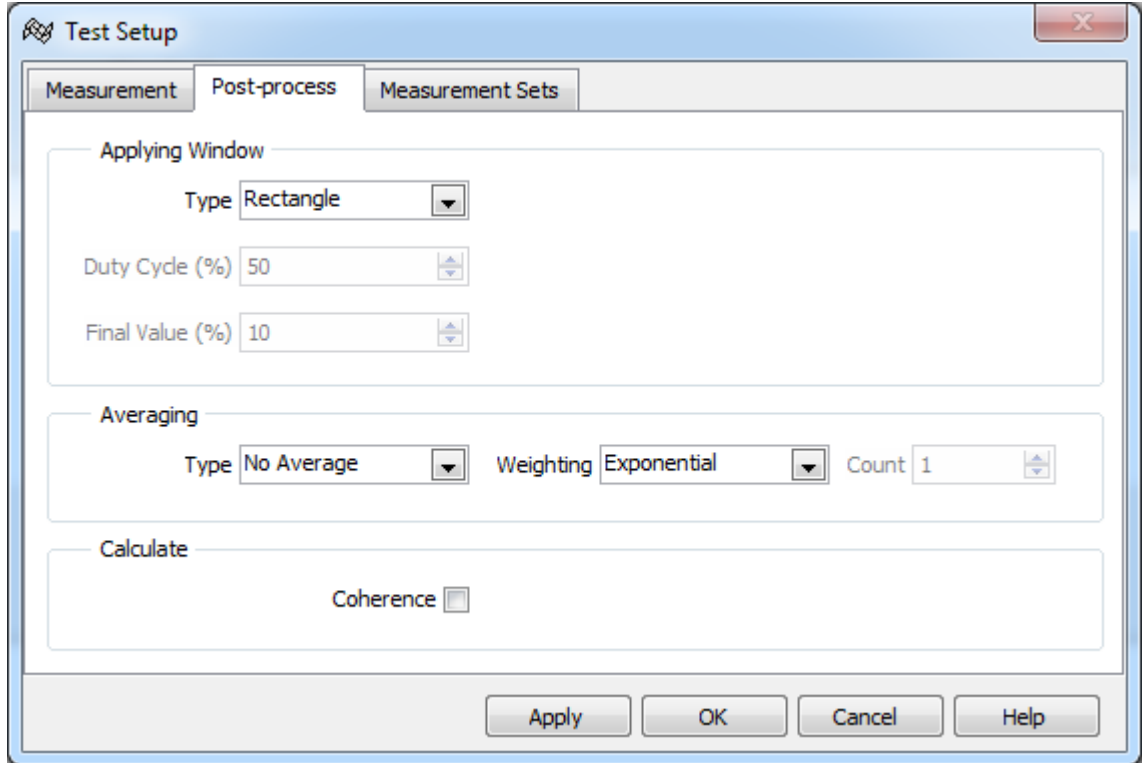 Test Setup
Measurement Post-process Measurement Sets
Applying Window
Type Rectangle
Duty Cycle (%) 50
Final Value (%) 10
Averaging
Type No Average Weighting Exponential Count 1
Calculate
Coherence
Apply OK Cancel Help